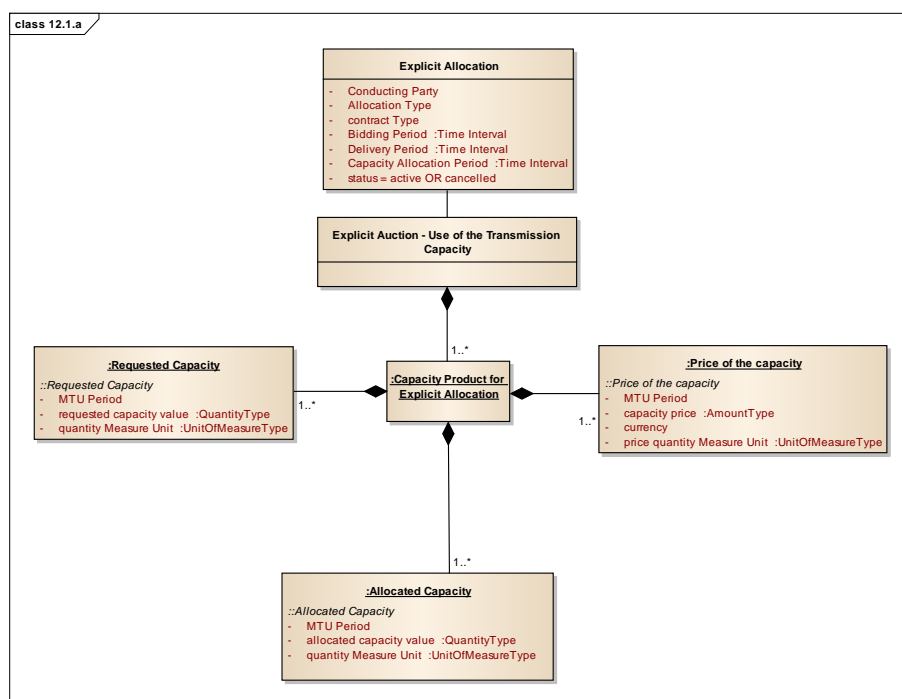 class 12.1.a
Explicit Allocation
- Conducting Party
- Allocation Type
- contract Type
- Bidding Period :Time Interval
- Delivery Period :Time Interval
- Capacity Allocation Period :Time Interval
- status = active OR cancelled
Explicit Auction - Use of the Transmission
Capacity
1..*
:Requested Capacity
::Requested Capacity
- MTU Period
- requested capacity value :QuantityType
- quantity Measure Unit :UnitOfMeasureType
1..*
:Capacity Product for
Explicit Allocation
:Price of the capacity
::Price of the capacity
- MTU Period
- capacity price :AmountType
- currency
- price quantity Measure Unit :UnitOfMeasureType
1..*
1..*
:Allocated Capacity
::Allocated Capacity
- MTU Period
- allocated capacity value :QuantityType
- quantity Measure Unit :UnitOfMeasureType